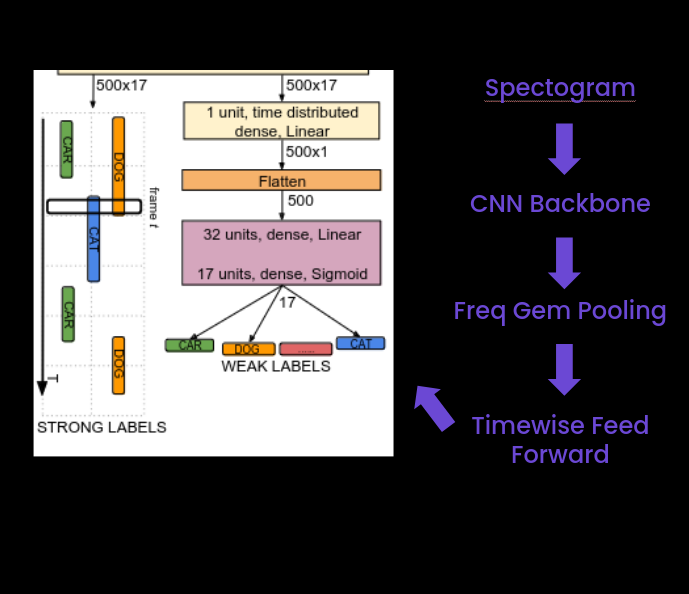 500x17
500x17
1 unit, time distributed
dense, Linear
500x1
Flatten
500
32 units, dense, Linear
17 units, dense, Sigmoid
17
CAR
DOG
......
CAT
WEAK LABELS
CAR
DOG
frame t
CAT
CAR
DOG
T
STRONG LABELS
Spectogram
CNN Backbone
Freq Gem Pooling
Timewise Feed
Forward